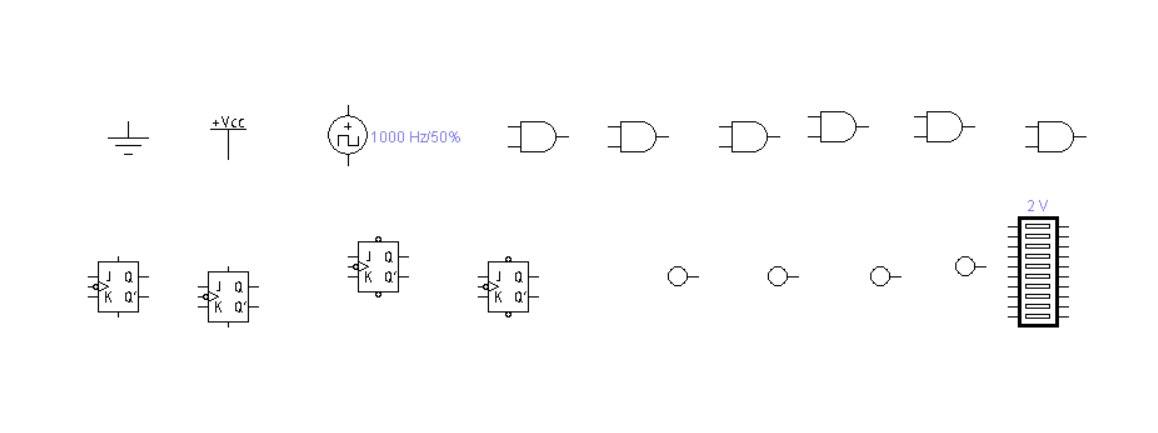 +Vcc
1000 Hz/50%
2 V
J Q
K Q'
J Q
K Q'
J Q
K Q'
J Q
K Q'